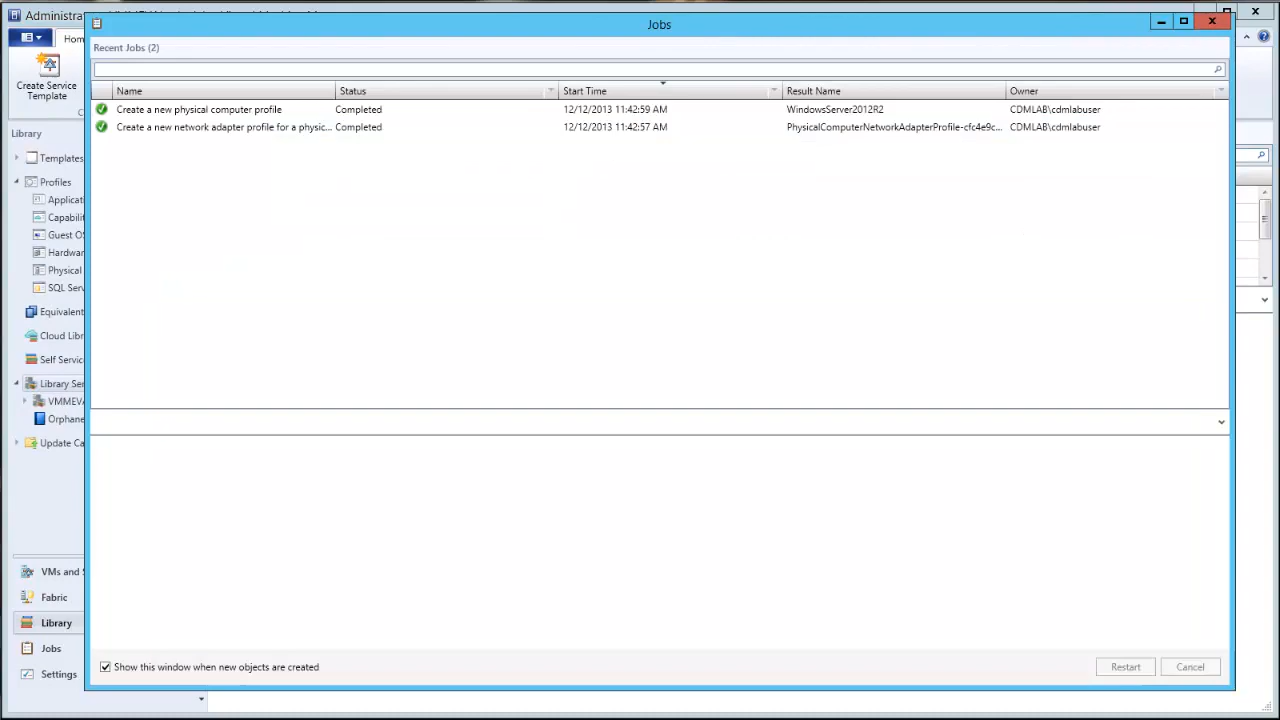 Administra
Jobs
Hom
Create Service
Template
Library
Templates
Profiles
Applicati
Capabilit
Guest OS
Hardwar
Physical
SQL Serv
Equivalent
Cloud Libr
Self Servic
Library Ser
VMMEVA
Orphane
Update Ca
VMs and S
Fabric
Library
Jobs
Settings
Recent Jobs (2)
Name Status Start Time Result Name Owner
Create a new physical computer profile Completed 12/12/2013 11:42:59 AM WindowsServer2012R2 CDMLAB\cdmlabuser
Create a new network adapter profile for a physic... Completed 12/12/2013 11:42:57 AM PhysicalComputerNetworkAdapterProfile-cfc4e9c... CDMLAB\cdmlabuser
Show this window when new objects are created
Restart Cancel